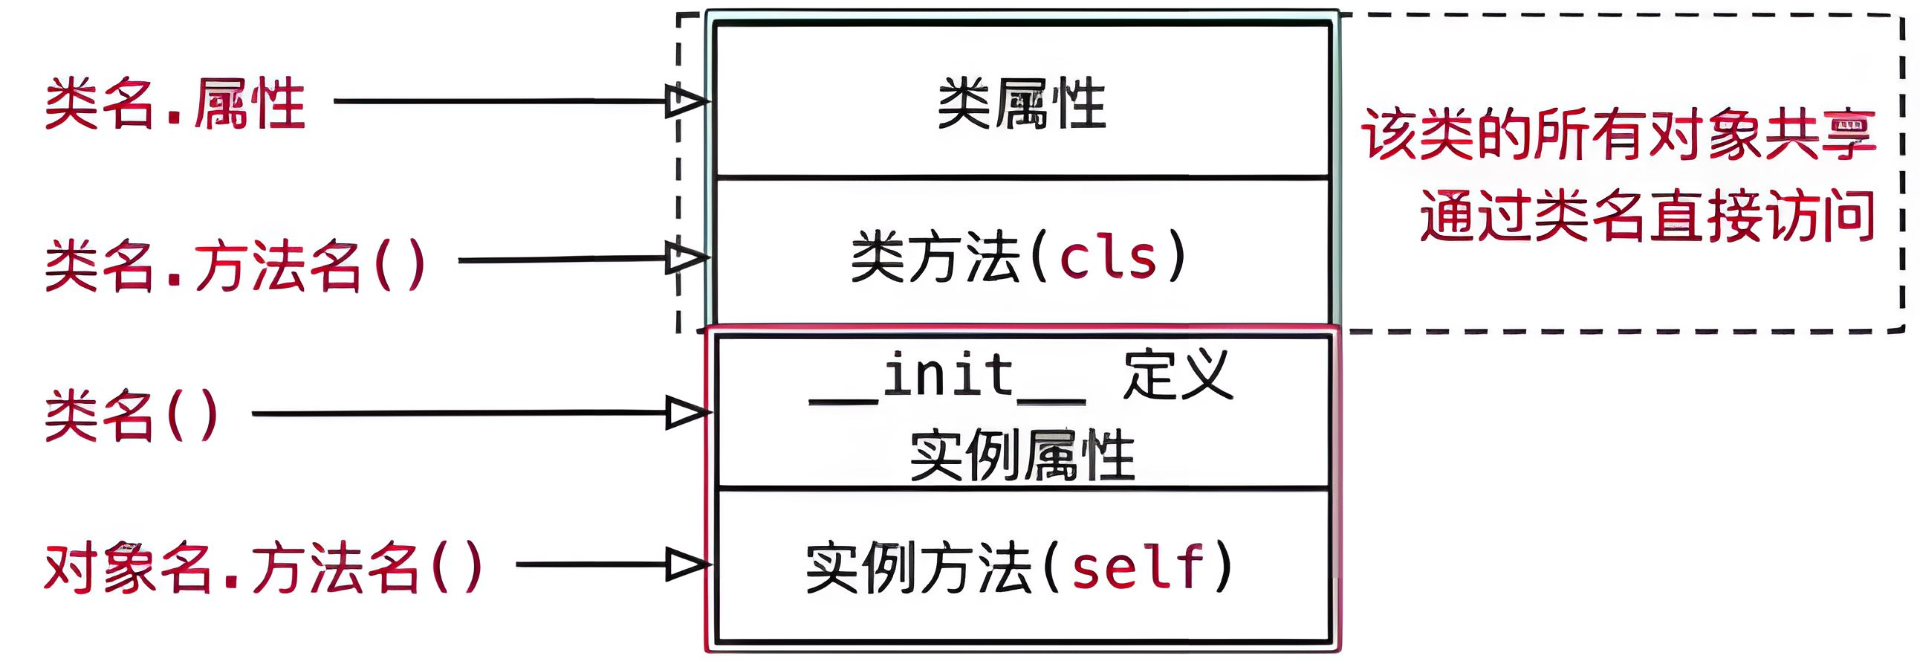 类名.属性
类属性
该类的所有对象共享
通过类名直接访问
类名.方法名()
类方法(cls)
类名()
__init__ 定义
实例属性
对象名.方法名()
实例方法(self)